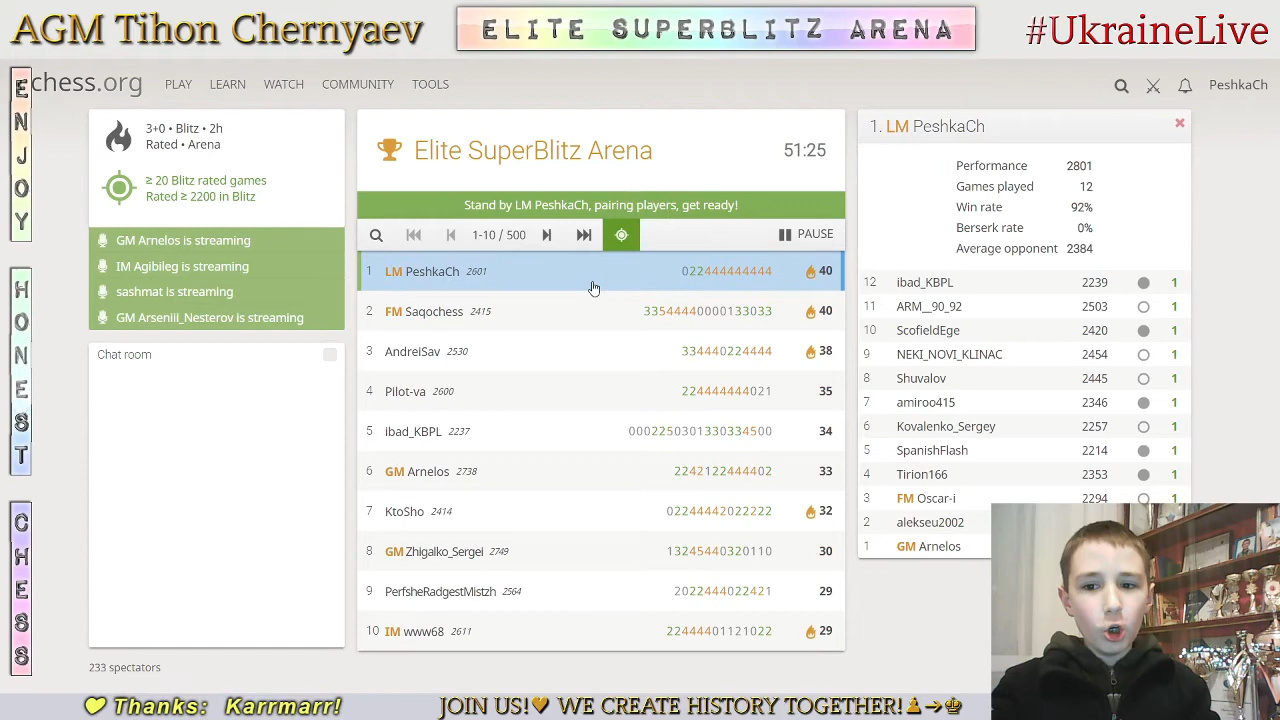 AGM Tihon Chernyaev
ELITE SUPERBLITZ ARENA
#UkraineLive
ENJOY
HONEST
CHESS
chess.org
PLAY
LEARN
WATCH
COMMUNITY
TOOLS
PeshkaCh
3+0 • Blitz • 2h
Rated • Arena
≥ 20 Blitz rated games
Rated ≥ 2200 in Blitz
GM Arnelos is streaming
IM Agibileg is streaming
sashmat is streaming
GM Arseniii_Nesterov is streaming
Chat room
233 spectators
Elite SuperBlitz Arena 51:25
Stand by LM PeshkaCh, pairing players, get ready!
1-10 / 500 PAUSE
1 LM PeshkaCh 2601 022444444444 40
2 FM Saqochess 2415 33544440000133033 40
3 AndreiSav 2530 334440224444 38
4 Pilot-va 2600 22444444021 35
5 ibad_KBPL 2237 0002250301330334500 34
6 GM Arnelos 2738 2242122444402 33
7 KtoSho 2414 02244442022222 32
8 GM Zhigalko_Sergei 2749 13245440320110 30
9 PerfsheRadgestMistzh 2564 2022444022421 29
10 IM www68 2611 22444401121022 29
1. LM PeshkaCh
Performance 2801
Games played 12
Win rate 92%
Berserk rate 0%
Average opponent 2384
12 ibad_KBPL 2239 1
11 ARM__90_92 2503 1
10 ScofieldEge 2420 1
9 NEKI_NOVI_KLINAC 2454 1
8 Shuvalov 2445 1
7 amiroo415 2346 1
6 Kovalenko_Sergey 2257 1
5 SpanishFlash 2214 1
4 Tirion166 2353 1
3 FM Oscar-i 2294 1
2 alekseu2002
1 GM Arnelos
Thanks: Karrmarr!
JOIN US!♥ WE CREATE HISTORY TOGETHER!♟→♚